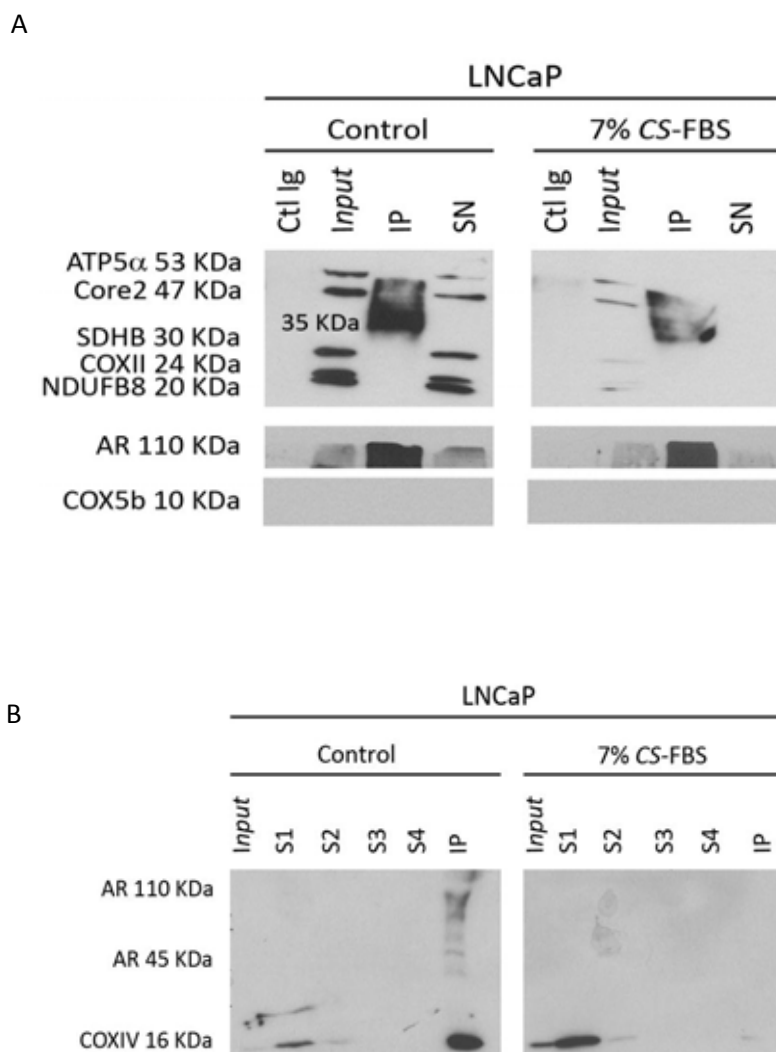 A
LNCaP
Control 7% CS-FBS
Ctl Ig Input IP SN Input IP SN Ctl Ig
ATP5α 53 KDa
Core2 47 KDa
35 KDa
SDHB 30 KDa
COXII 24 KDa
NDUFB8 20 KDa
AR 110 KDa
COX5b 10 KDa
B
LNCaP
Control 7% CS-FBS
Input S1 S2 S3 S4 IP Input S1 S2 S3 S4 IP
AR 110 KDa
AR 45 KDa
COXIV 16 KDa